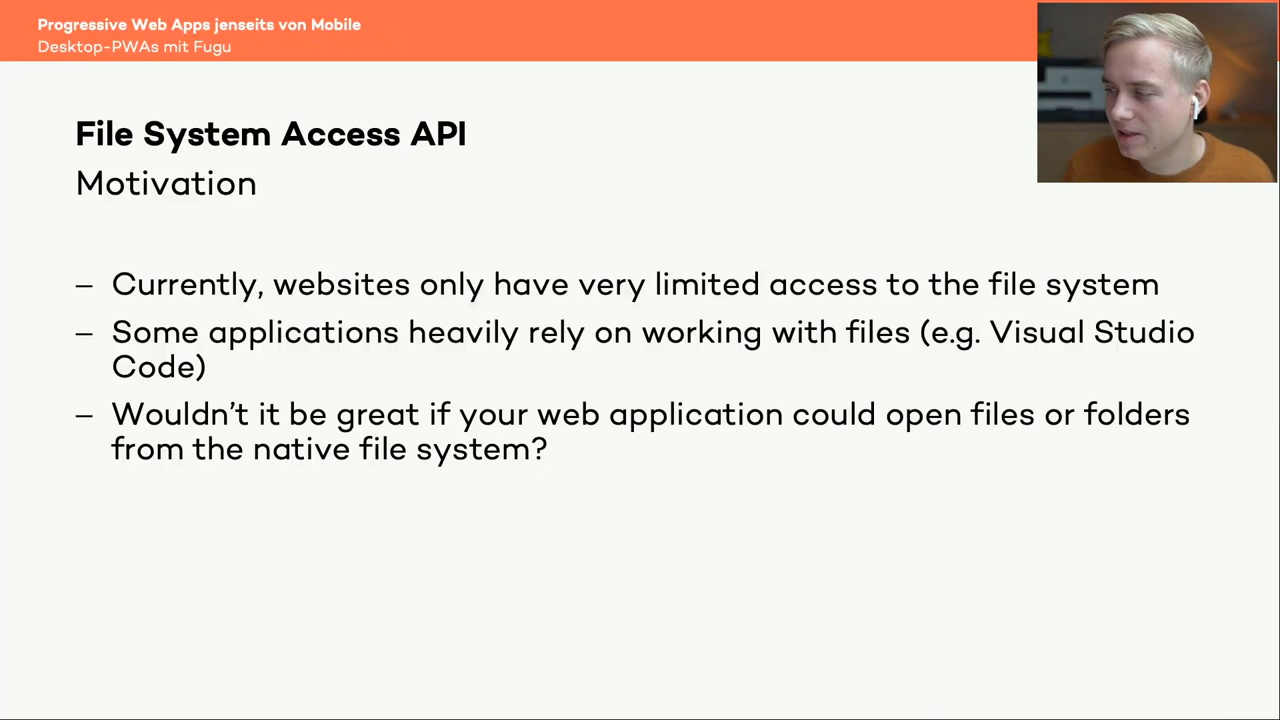 Progressive Web Apps jenseits von Mobile
Desktop-PWAs mit Fugu
File System Access API
Motivation
– Currently, websites only have very limited access to the file system
– Some applications heavily rely on working with files (e.g. Visual Studio
Code)
– Wouldn’t it be great if your web application could open files or folders
from the native file system?